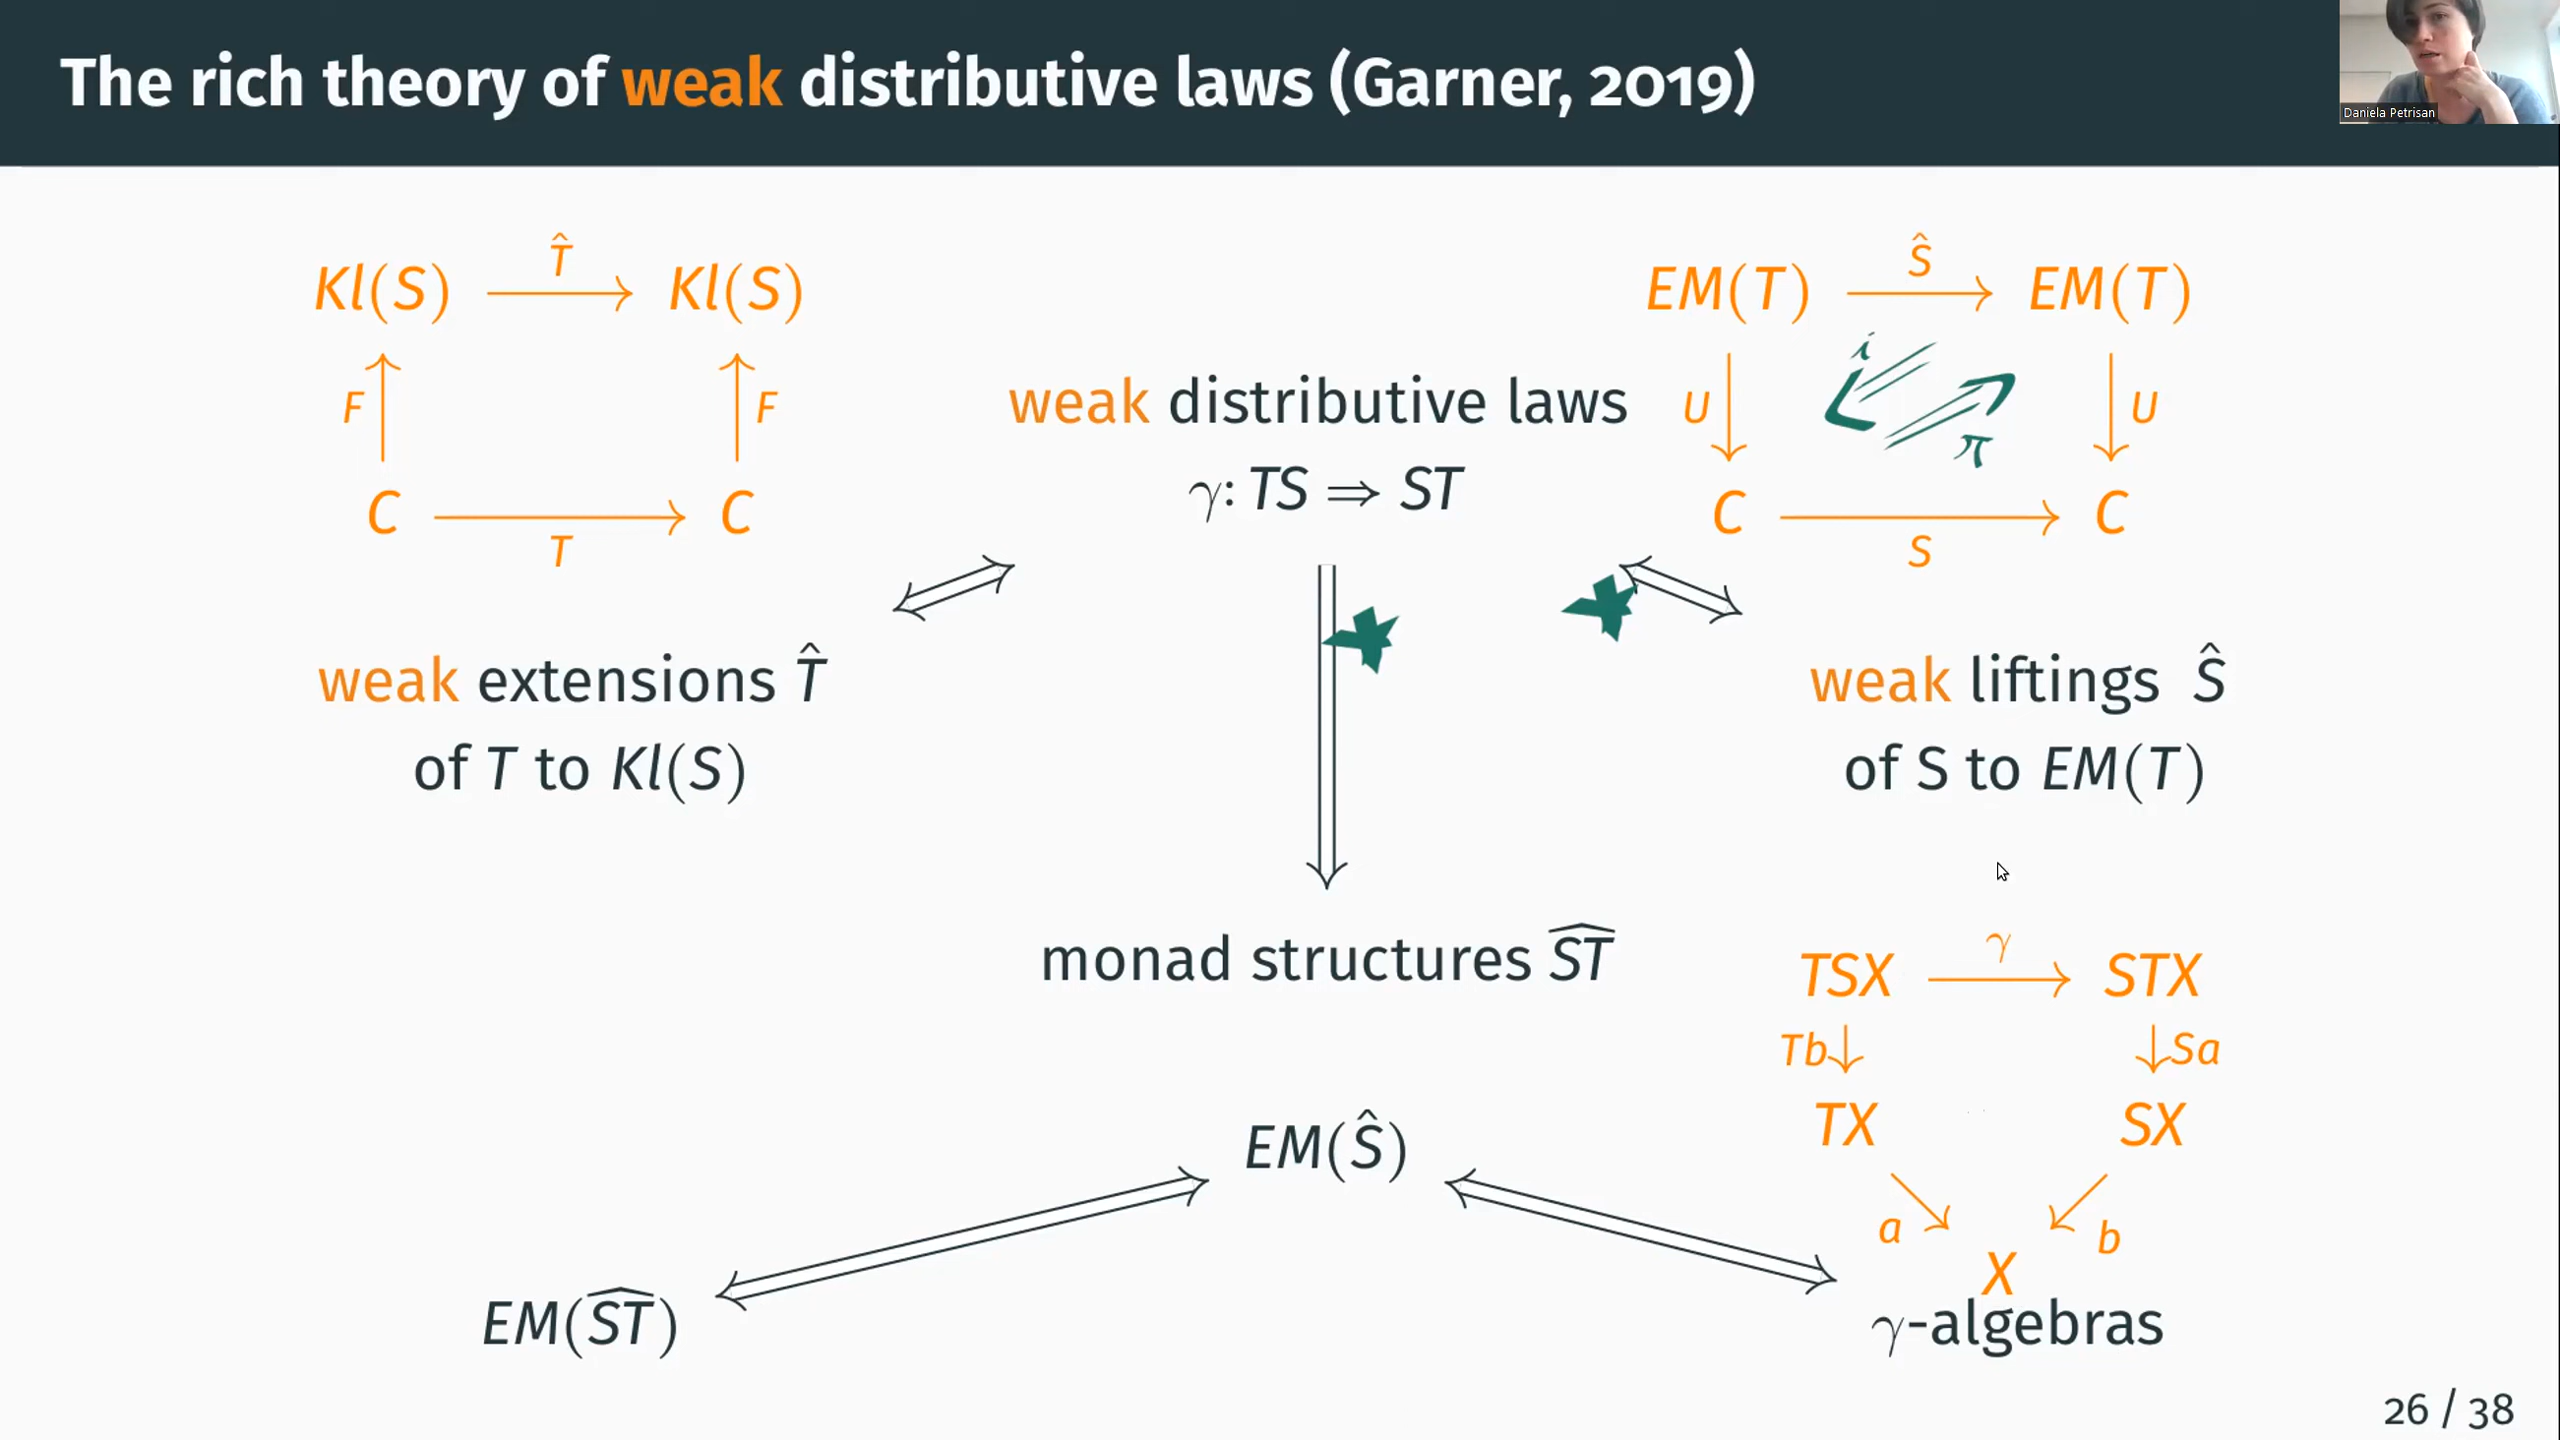 The rich theory of weak distributive laws (Garner, 2019)
Daniela Petrisan
Kl(S) T̂ Kl(S)
F F
C T C
weak extensions T̂
of T to Kl(S)
weak distributive laws
γ: TS ⇒ ST
EM(T) Ŝ EM(T)
i
U U
π
C S C
weak liftings Ŝ
of S to EM(T)
monad structures \widehat{ST}
TSX γ STX
Tb Sa
TX SX
a b
X
γ-algebras
EM(Ŝ)
EM(\widehat{ST})
26 / 38